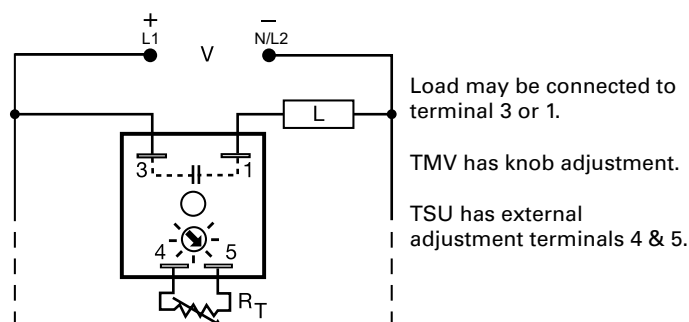 +
L1
V
–
N/L2
L
3
1
4
5
RT
Load may be connected to
terminal 3 or 1.
TMV has knob adjustment.
TSU has external
adjustment terminals 4 & 5.